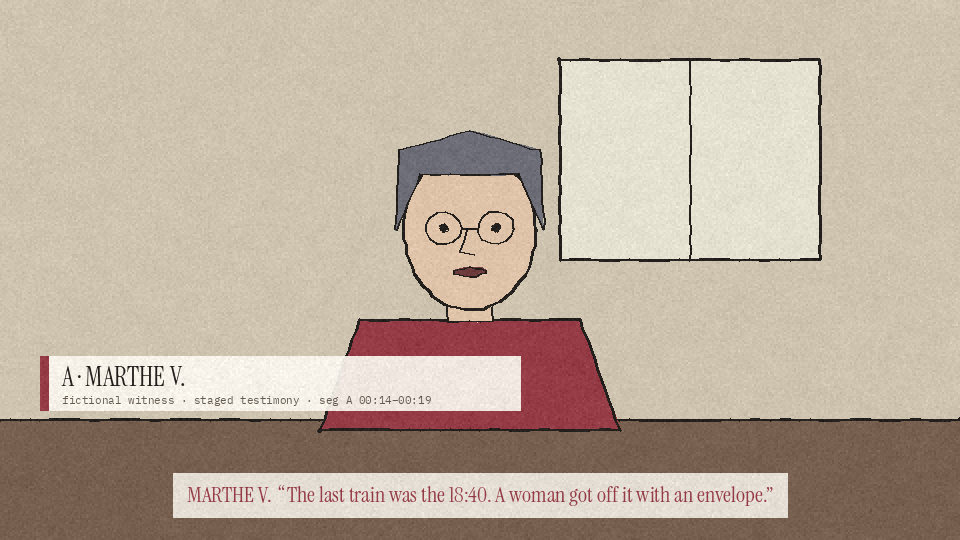 A · MARTHE V.
fictional witness · staged testimony · seg A 00:14–00:19
MARTHE V. “The last train was the 18:40. A woman got off it with an envelope.”